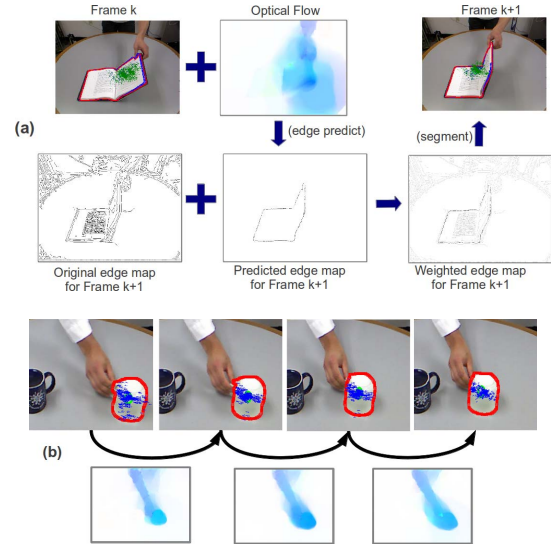 Frame k
Optical Flow
Frame k+1
(a)
(edge predict)
(segment)
Original edge map
for Frame k+1
Predicted edge map
for Frame k+1
Weighted edge map
for Frame k+1
(b)